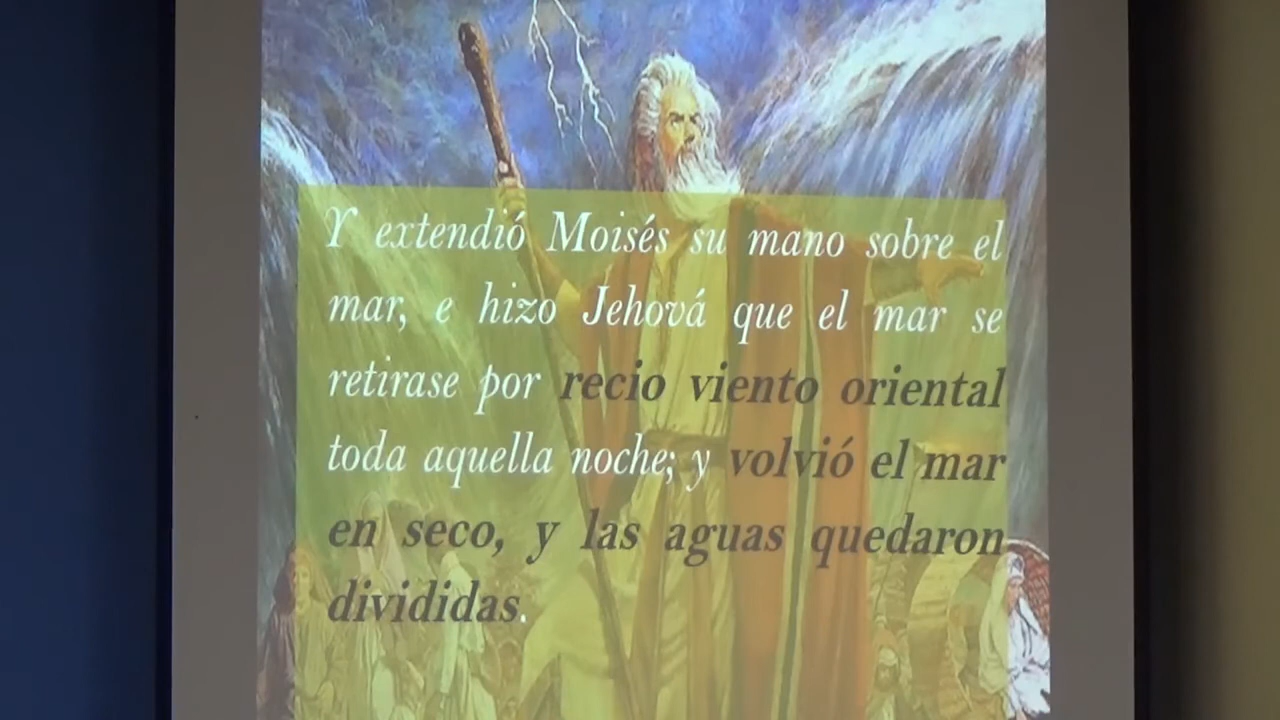 Y extendió Moisés su mano sobre el
mar, e hizo Jehová que el mar se
retirase por recio viento oriental
toda aquella noche; y volvió el mar
en seco, y las aguas quedaron
divididas.